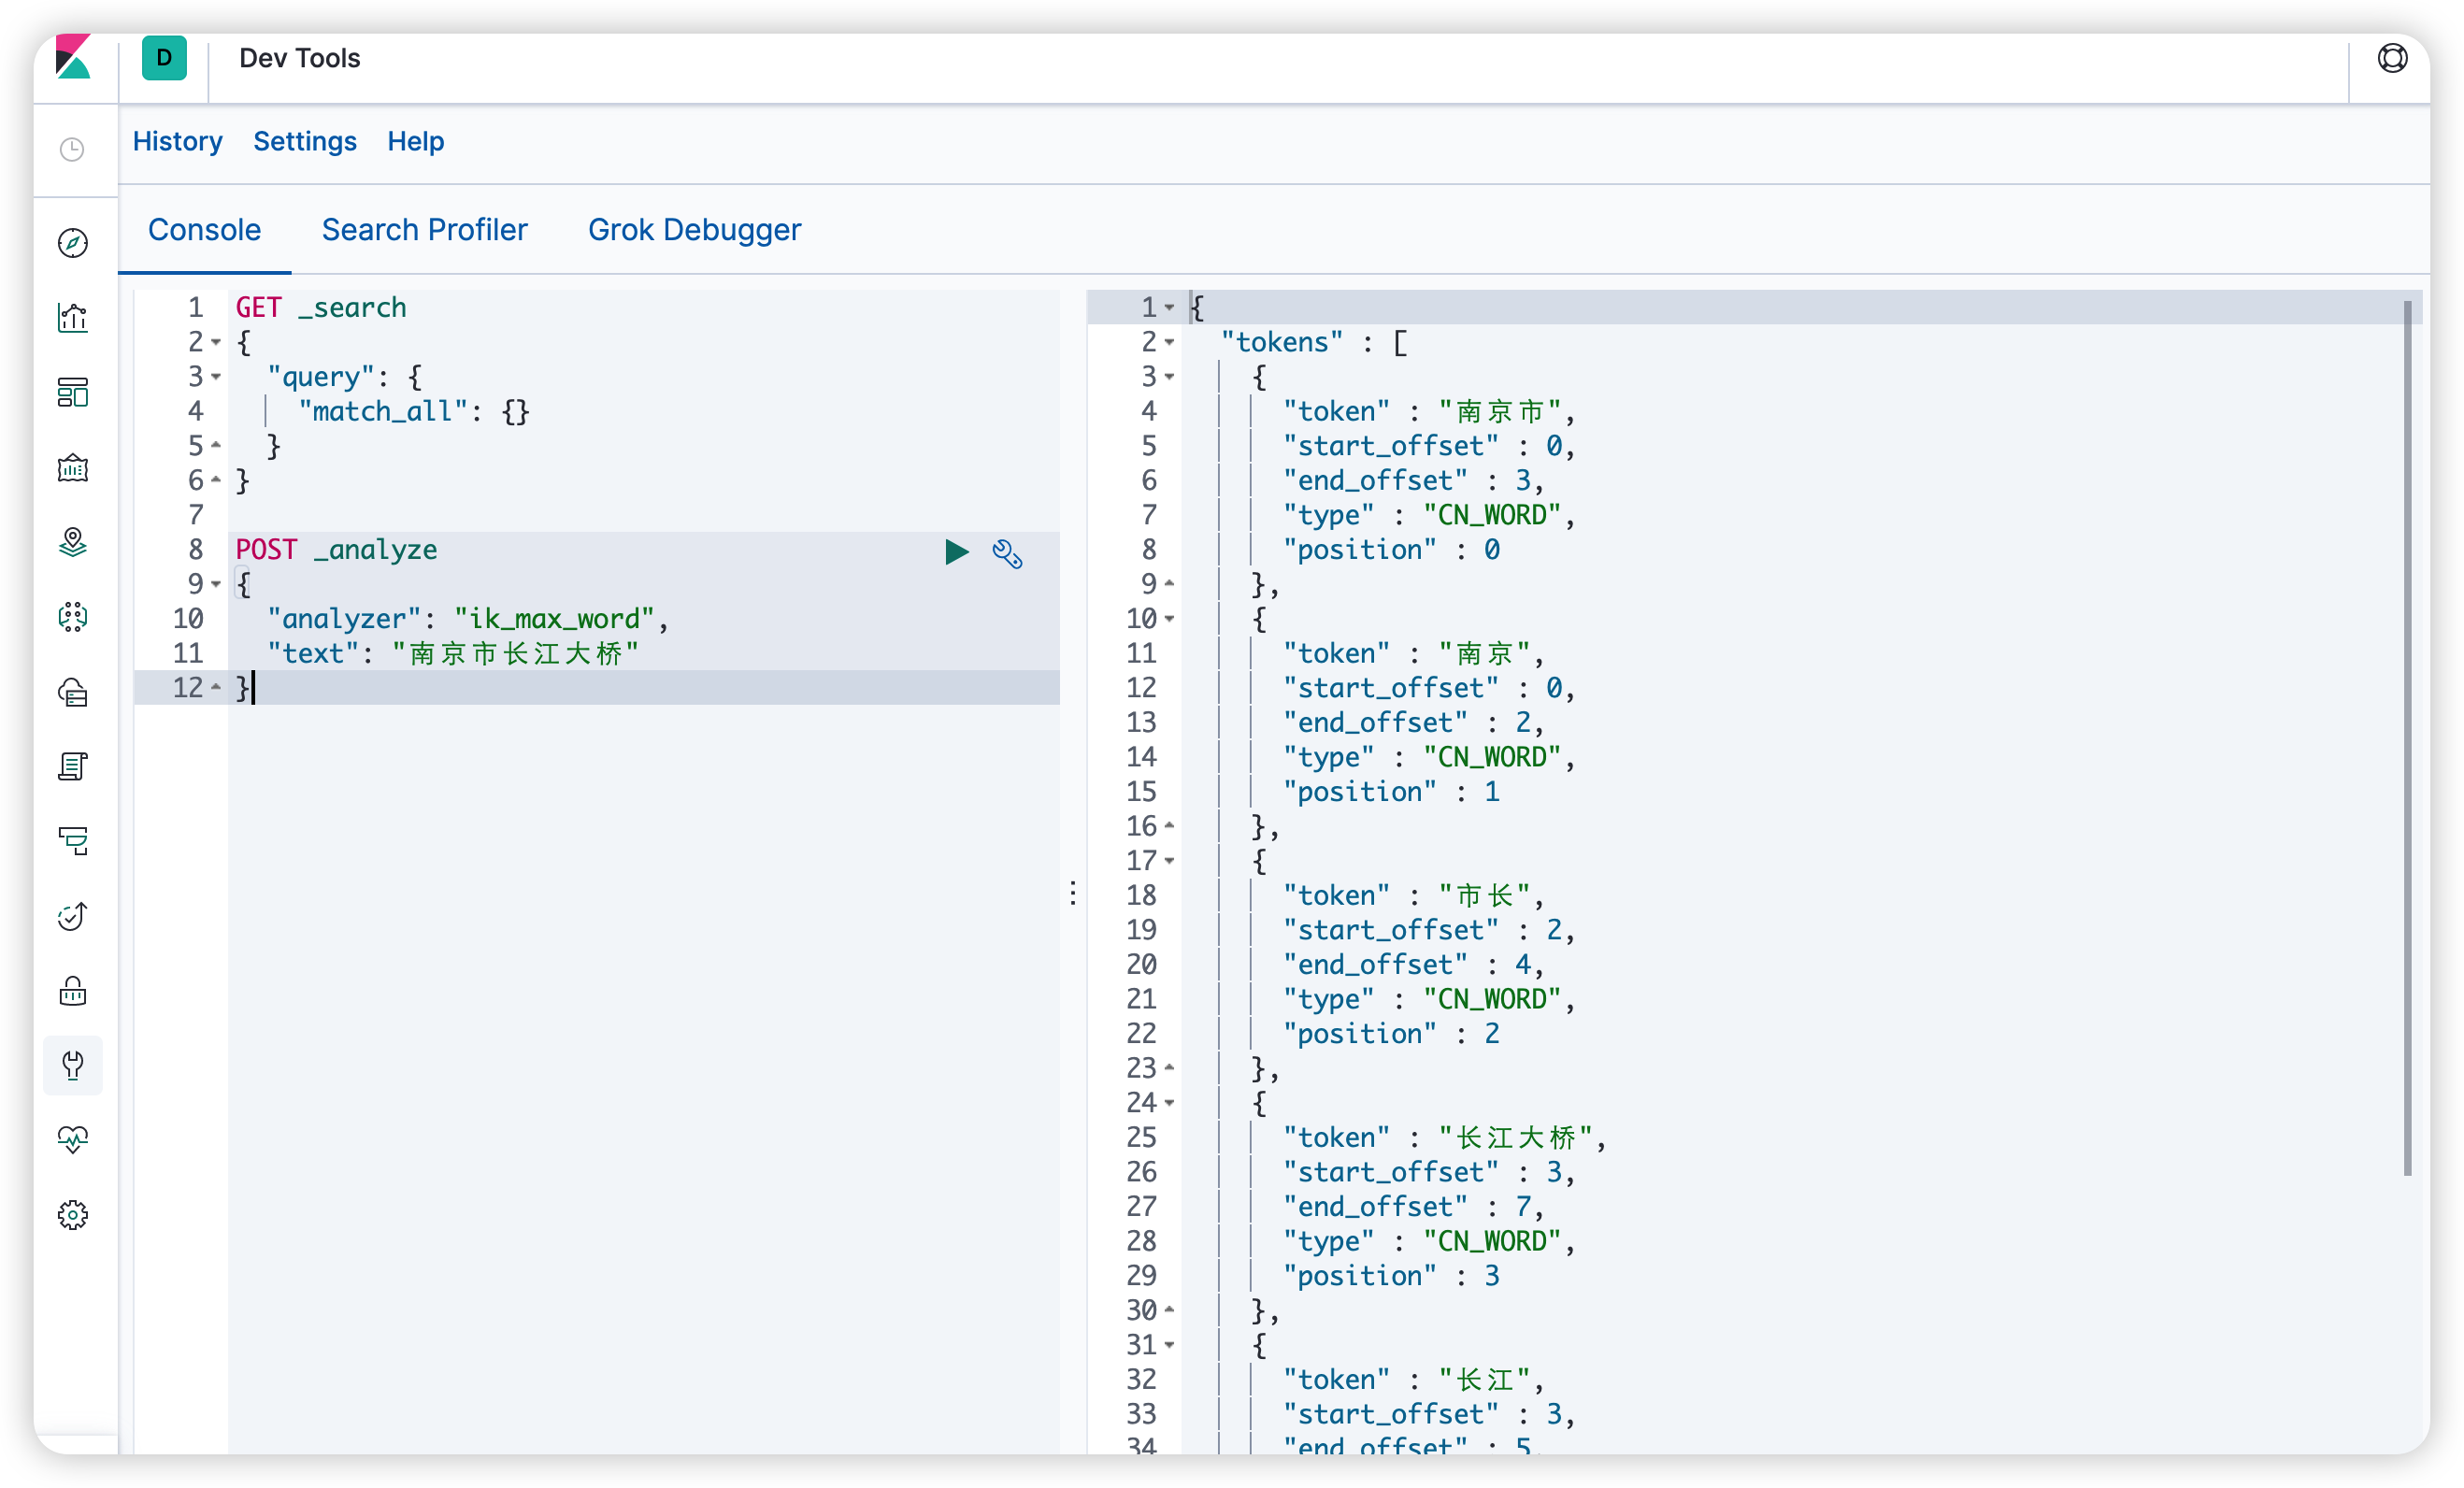 D
Dev Tools
History Settings Help
Console Search Profiler Grok Debugger
1 GET _search
2 {
3 "query": {
4 "match_all": {}
5 }
6 }
7
8 POST _analyze
9 {
10 "analyzer": "ik_max_word",
11 "text": "南京市长江大桥"
12 }
1 {
2 "tokens" : [
3 {
4 "token" : "南京市",
5 "start_offset" : 0,
6 "end_offset" : 3,
7 "type" : "CN_WORD",
8 "position" : 0
9 },
10 {
11 "token" : "南京",
12 "start_offset" : 0,
13 "end_offset" : 2,
14 "type" : "CN_WORD",
15 "position" : 1
16 },
17 {
18 "token" : "市长",
19 "start_offset" : 2,
20 "end_offset" : 4,
21 "type" : "CN_WORD",
22 "position" : 2
23 },
24 {
25 "token" : "长江大桥",
26 "start_offset" : 3,
27 "end_offset" : 7,
28 "type" : "CN_WORD",
29 "position" : 3
30 },
31 {
32 "token" : "长江",
33 "start_offset" : 3,
34 "end_offset" : 5,